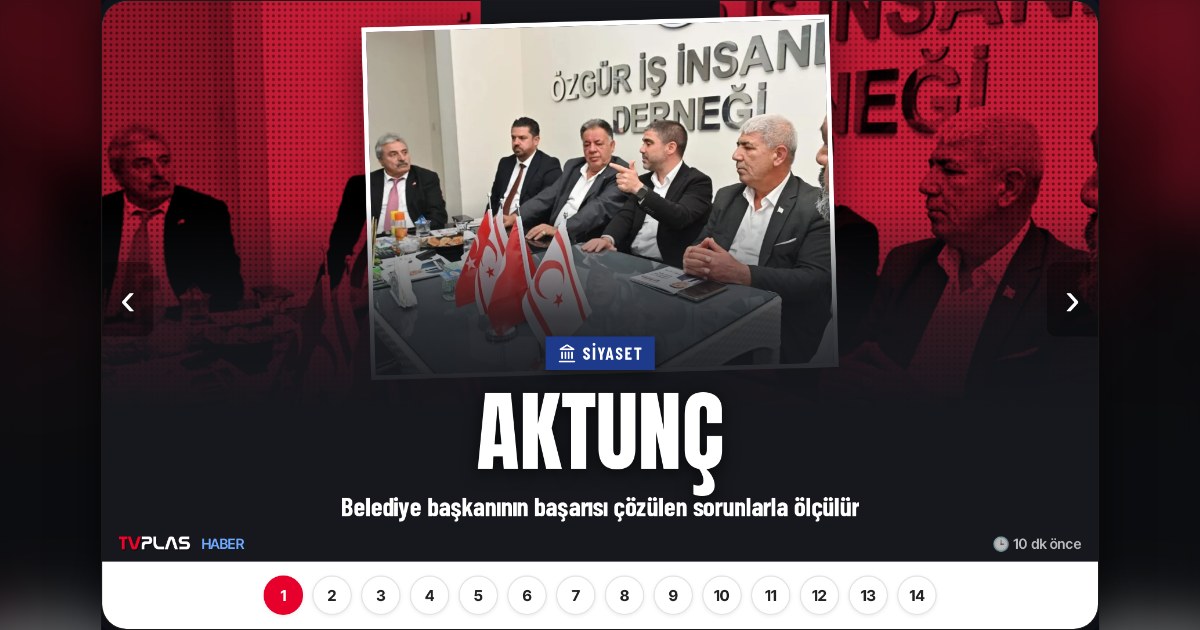 ÖZGÜR İŞ İNSANL
DERNEĞİ
SİYASET
AKTUNÇ
Belediye başkanının başarısı çözülen sorunlarla ölçülür
TVPLAS HABER
10 dk önce
1 2 3 4 5 6 7 8 9 10 11 12 13 14